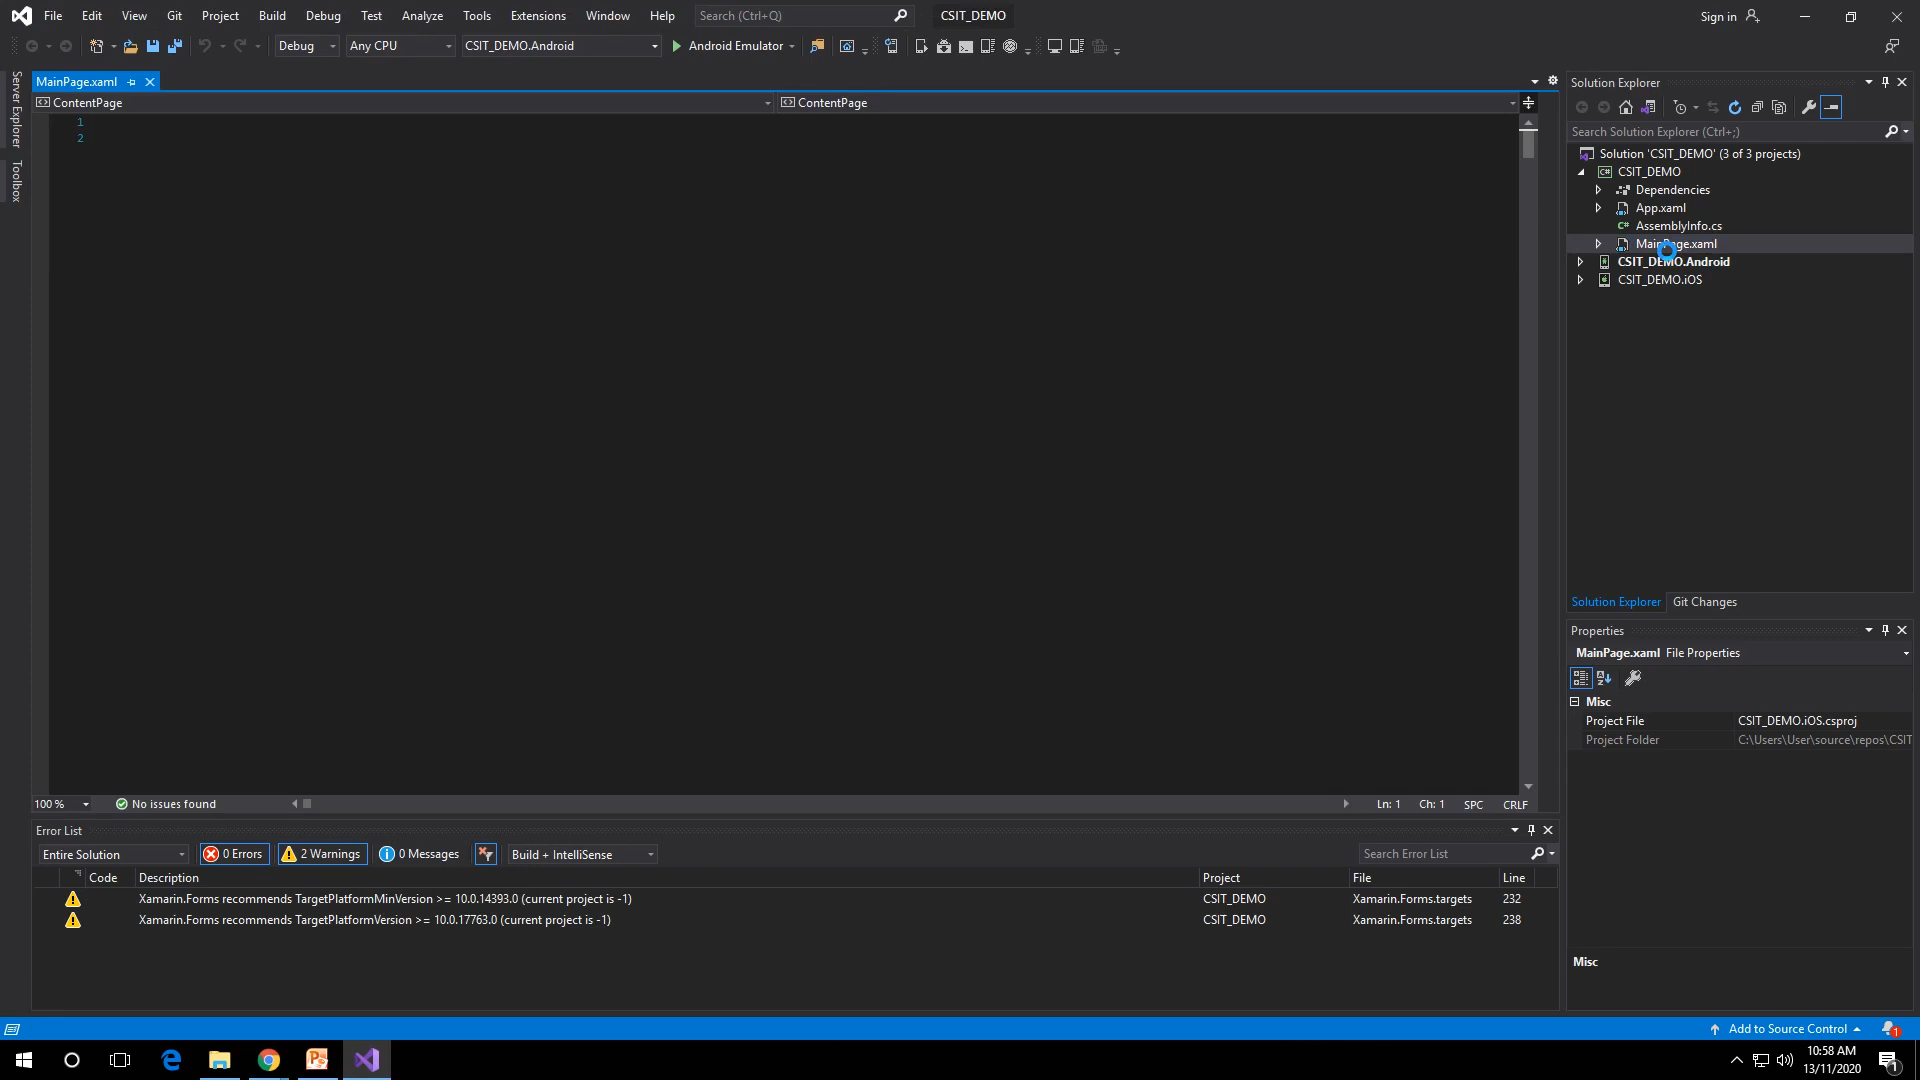 File Edit View Git Project Build Debug Test Analyze Tools Extensions Window Help Search (Ctrl+Q) CSIT_DEMO Sign in
Debug Any CPU CSIT_DEMO.Android Android Emulator
Server Explorer
Toolbox
MainPage.xaml
ContentPage ContentPage
1
2
100 % No issues found Ln: 1 Ch: 1 SPC CRLF
Error List
Entire Solution 0 Errors 2 Warnings 0 Messages Build + IntelliSense Search Error List
Code Description Project File Line
Xamarin.Forms recommends TargetPlatformMinVersion >= 10.0.14393.0 (current project is -1) CSIT_DEMO Xamarin.Forms.targets 232
Xamarin.Forms recommends TargetPlatformVersion >= 10.0.17763.0 (current project is -1) CSIT_DEMO Xamarin.Forms.targets 238
Solution Explorer
Search Solution Explorer (Ctrl+;)
Solution 'CSIT_DEMO' (3 of 3 projects)
C# CSIT_DEMO
Dependencies
App.xaml
C# AssemblyInfo.cs
MainPage.xaml
CSIT_DEMO.Android
CSIT_DEMO.iOS
Solution Explorer Git Changes
Properties
MainPage.xaml File Properties
Misc
Project File CSIT_DEMO.iOS.csproj
Project Folder C:\Users\User\source\repos\CSIT
Misc
Add to Source Control 1
10:58 AM
13/11/2020 1